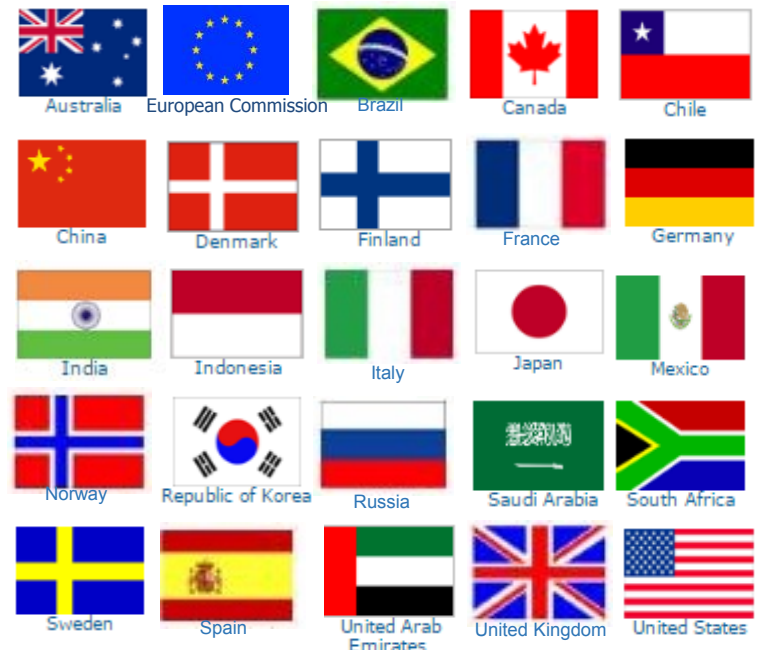 Australia
European Commission
Brazil
Canada
Chile
China
Denmark
Finland
France
Germany
India
Indonesia
Italy
Japan
Mexico
Norway
Republic of Korea
Russia
Saudi Arabia
South Africa
Sweden
Spain
United Arab
Emirates
United Kingdom
United States